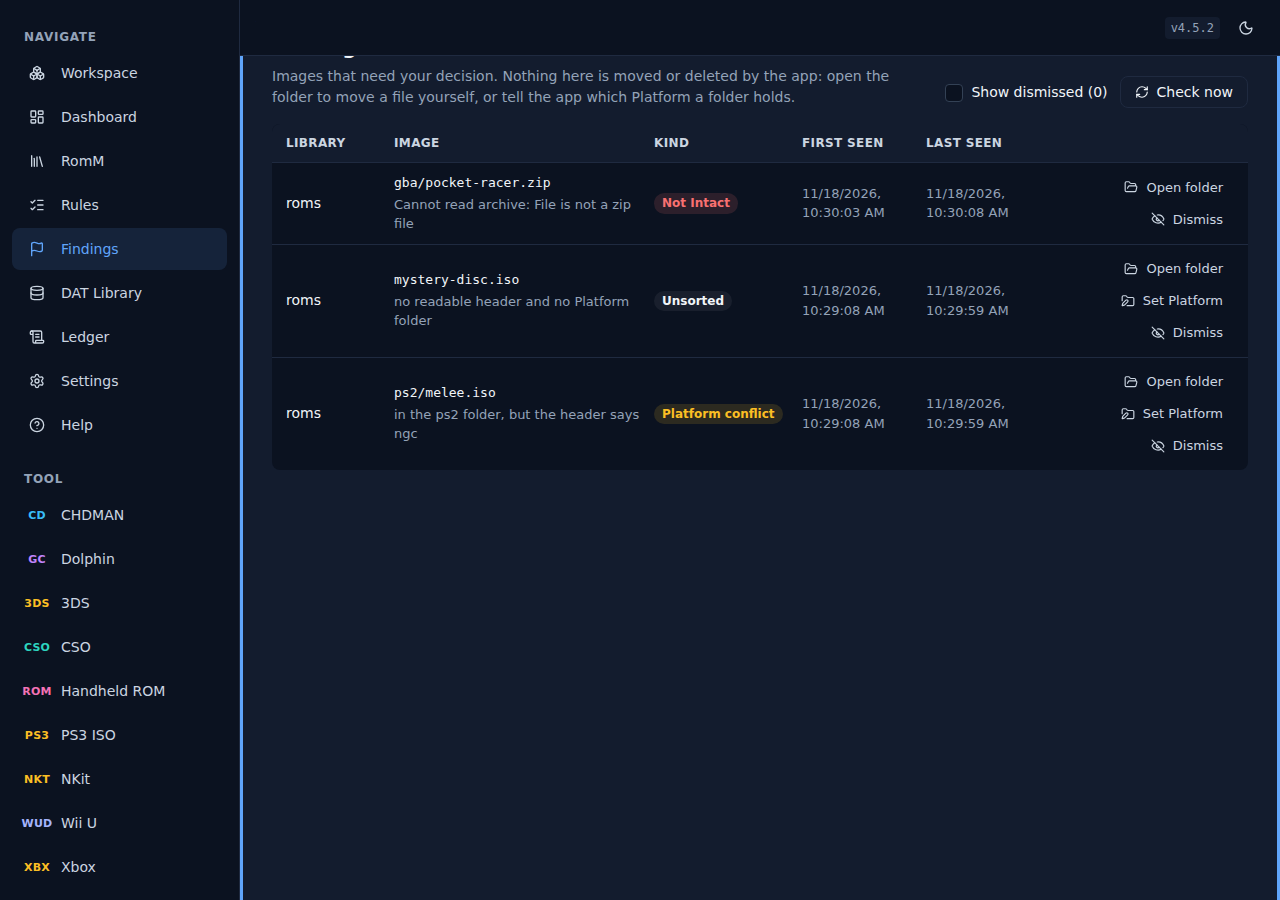 NAVIGATE
Workspace
Dashboard
RomM
Rules
Findings
DAT Library
Ledger
Settings
Help
TOOL
CD CHDMAN
GC Dolphin
3DS 3DS
CSO CSO
ROM Handheld ROM
PS3 PS3 ISO
NKT NKit
WUD Wii U
XBX Xbox
v4.5.2
Images that need your decision. Nothing here is moved or deleted by the app: open the
folder to move a file yourself, or tell the app which Platform a folder holds.
Show dismissed (0)
Check now
LIBRARY IMAGE KIND FIRST SEEN LAST SEEN
roms
gba/pocket-racer.zip
Cannot read archive: File is not a zip
file
Not Intact
11/18/2026,
10:30:03 AM
11/18/2026,
10:30:08 AM
Open folder
Dismiss
roms
mystery-disc.iso
no readable header and no Platform
folder
Unsorted
11/18/2026,
10:29:08 AM
11/18/2026,
10:29:59 AM
Open folder
Set Platform
Dismiss
roms
ps2/melee.iso
in the ps2 folder, but the header says
ngc
Platform conflict
11/18/2026,
10:29:08 AM
11/18/2026,
10:29:59 AM
Open folder
Set Platform
Dismiss